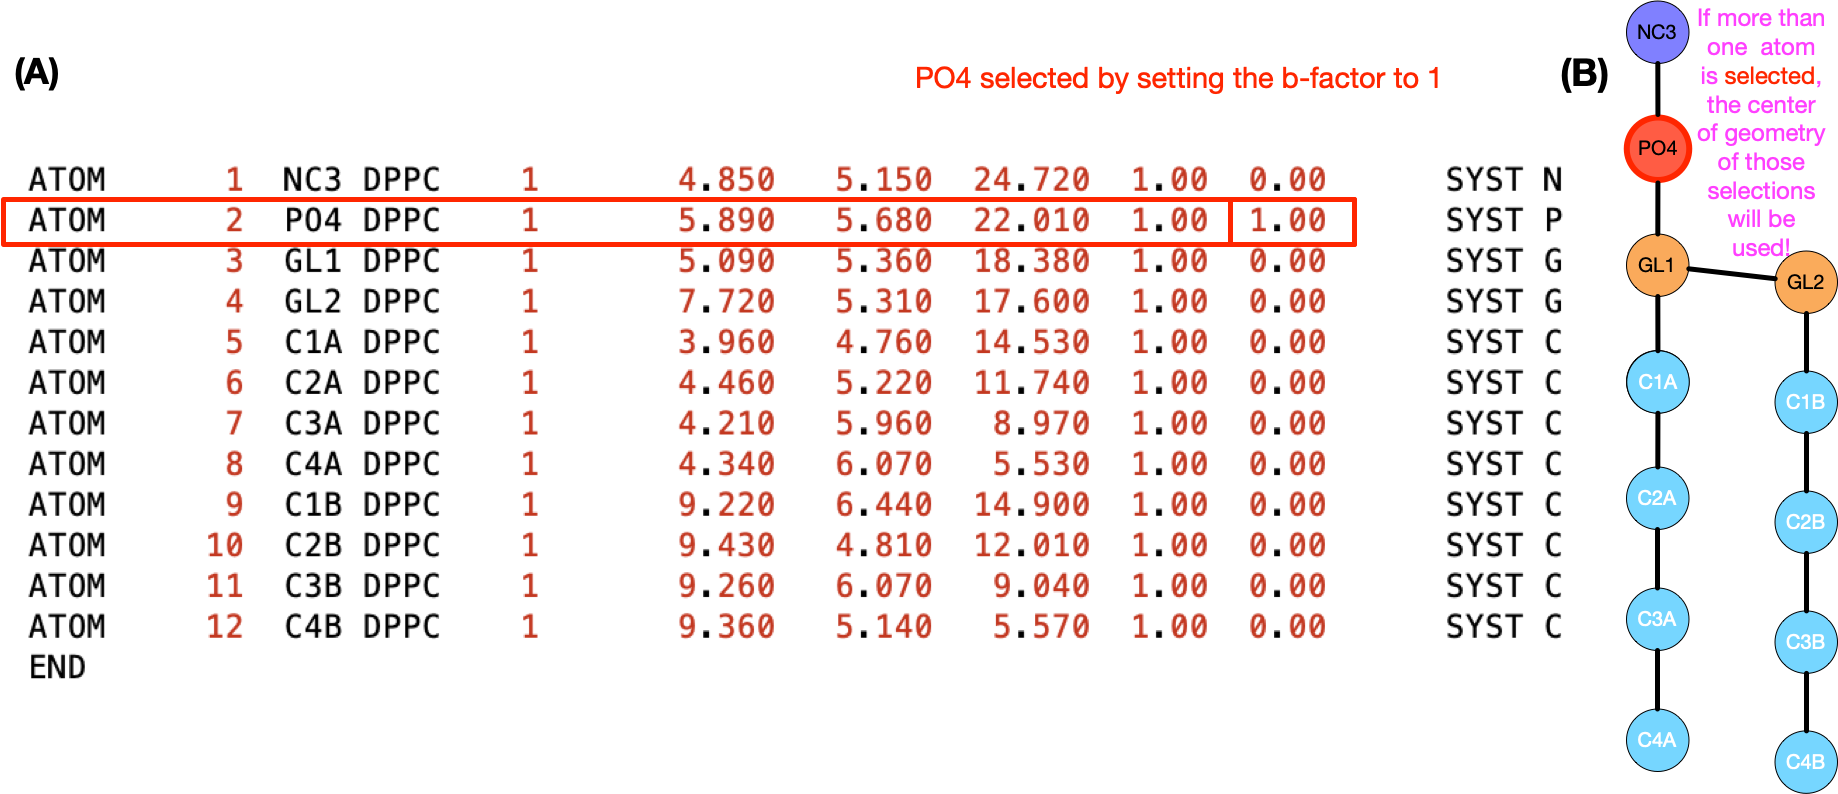 (A)
PO4 selected by setting the b-factor to 1
ATOM 1 NC3 DPPC 1 4.850 5.150 24.720 1.00 0.00 SYST N
ATOM 2 PO4 DPPC 1 5.890 5.680 22.010 1.00 1.00 SYST P
ATOM 3 GL1 DPPC 1 5.090 5.360 18.380 1.00 0.00 SYST G
ATOM 4 GL2 DPPC 1 7.720 5.310 17.600 1.00 0.00 SYST G
ATOM 5 C1A DPPC 1 3.960 4.760 14.530 1.00 0.00 SYST C
ATOM 6 C2A DPPC 1 4.460 5.220 11.740 1.00 0.00 SYST C
ATOM 7 C3A DPPC 1 4.210 5.960 8.970 1.00 0.00 SYST C
ATOM 8 C4A DPPC 1 4.340 6.070 5.530 1.00 0.00 SYST C
ATOM 9 C1B DPPC 1 9.220 6.440 14.900 1.00 0.00 SYST C
ATOM 10 C2B DPPC 1 9.430 4.810 12.010 1.00 0.00 SYST C
ATOM 11 C3B DPPC 1 9.260 6.070 9.040 1.00 0.00 SYST C
ATOM 12 C4B DPPC 1 9.360 5.140 5.570 1.00 0.00 SYST C
END
(B)
If more than
one atom
is selected,
the center
of geometry
of those
selections
will be
used!
NC3
PO4
GL1
GL2
C1A
C1B
C2A
C2B
C3A
C3B
C4A
C4B